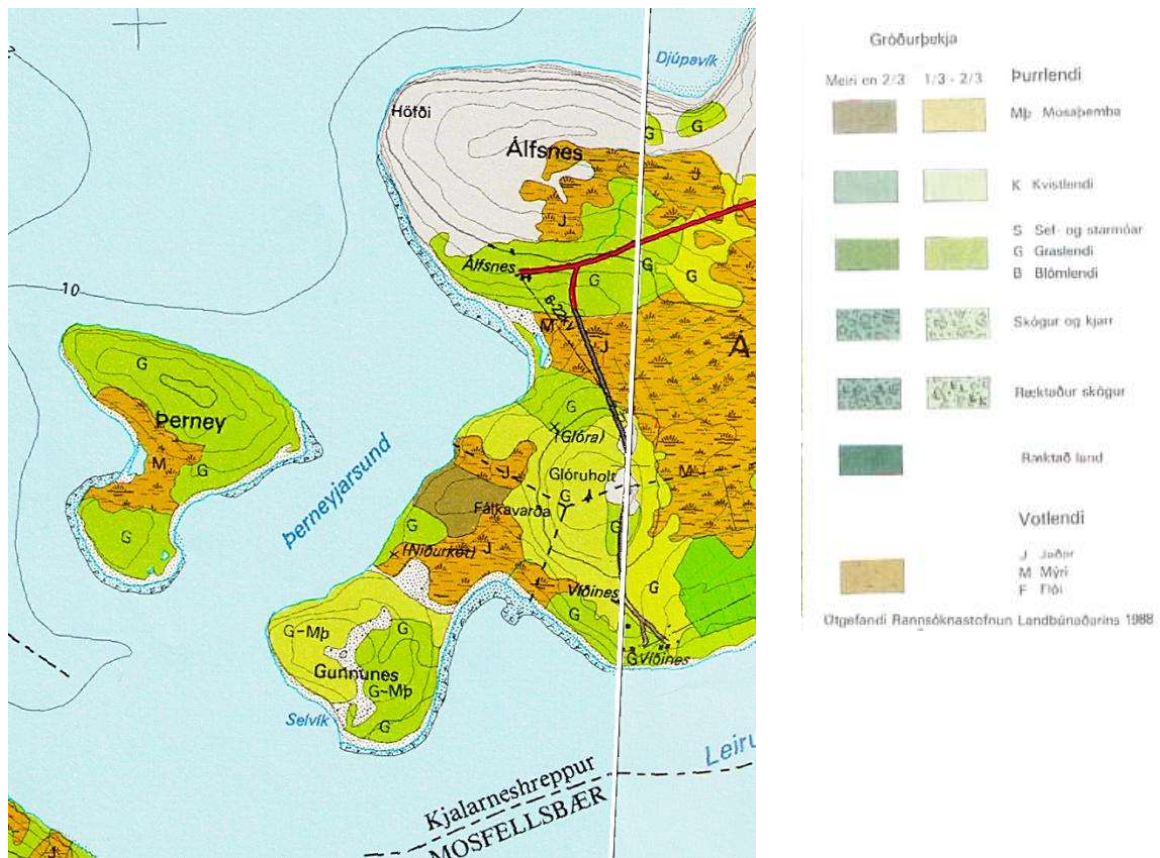 Djúpavík
Höfði
Álfsnes
G
G
J
J
Álfsnes
G
G
G
10
M
J
Á
G
Þerney
M
G
G
G
(Glóra)
Þerneyjarsund
J
Glóruholt
M
G
Fálkavarða
G
(Niðurkot)
J
Víðines
G
G-Mþ
G
Gunnunes
G-Mþ
G
G
Víðines
Selvík
G
Leiru
Kjalarneshreppur
MOSFELLSBÆR
J
Gróðurþekja
Meiri en 2/3 1/3 - 2/3 Þurrlendi
Mþ Mosaþemba
K Kvistlendi
S Sef- og starmóar
G Graslendi
B Blómlendi
Skógur og kjarr
Ræktaður skógur
Ræktað land
Votlendi
J Jaðar
M Mýri
F Flói
Útgefandi Rannsóknastofnun Landbúnaðarins 1988